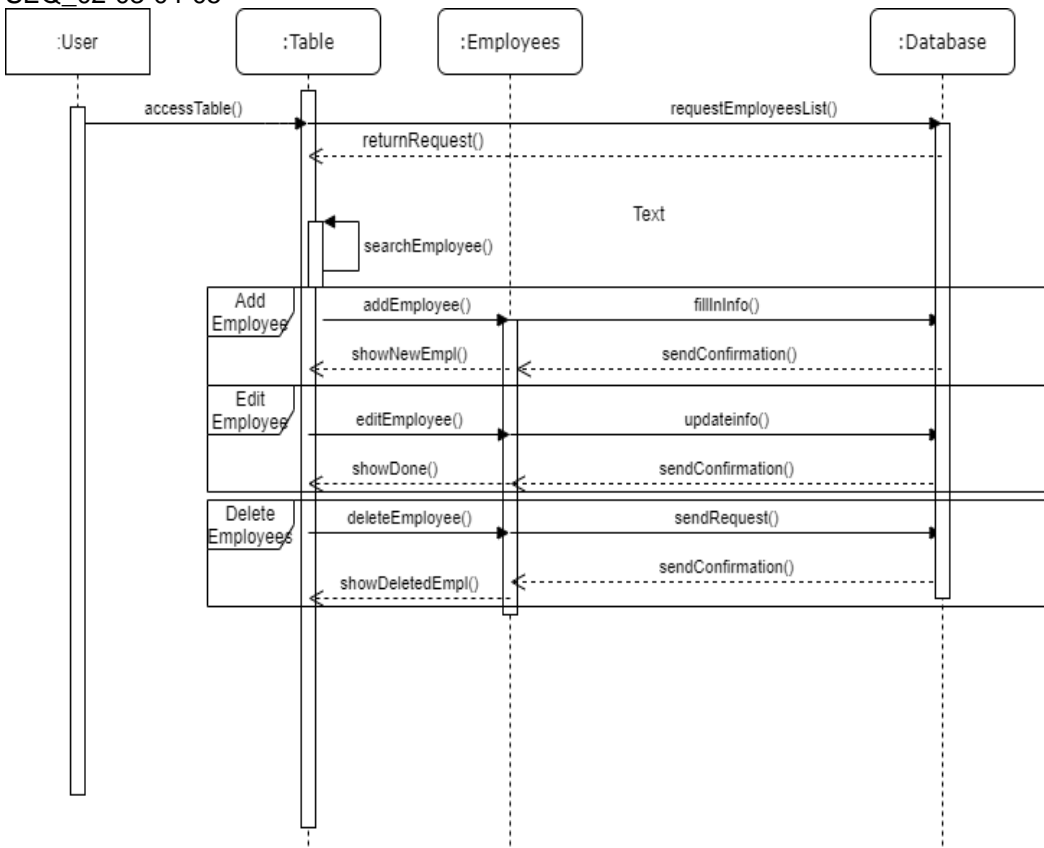 :User
:Table
:Employees
:Database
accessTable()
requestEmployeesList()
returnRequest()
Text
searchEmployee()
Add
Employee
addEmployee()
fillInInfo()
showNewEmpl()
sendConfirmation()
Edit
Employee
editEmployee()
updateinfo()
showDone()
sendConfirmation()
Delete
Employees
deleteEmployee()
sendRequest()
sendConfirmation()
showDeletedEmpl()